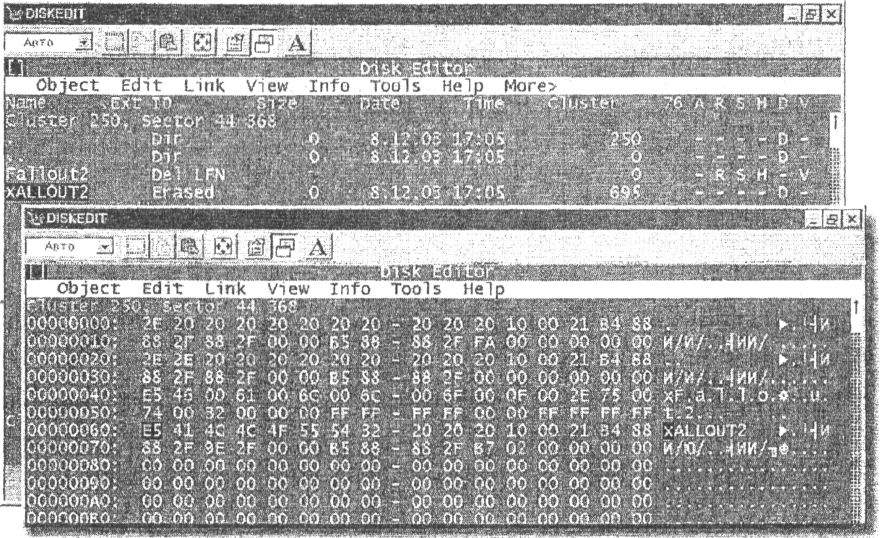 DISKEDIT
Авто
Disk Editor
Object Edit Link View Info Tools Help More>
Name .Ext ID Size Date Time Cluster 76 A R S H D V
Cluster 250, Sector 44 368
. Dir 0 8.12.03 17:05 250 - - - - D -
.. Dir 0 8.12.03 17:05 0 - - - - D -
Fallout2 Del LFN 0 - R S H - V
xALLOUT2 Erased 0 8.12.03 17:05 695 - - - - D -
DISKEDIT
Авто
Disk Editor
Object Edit Link View Info Tools Help
Cluster 250, Sector 44 368
00000000: 2E 20 20 20 20 20 20 20 - 20 20 20 10 00 21 B4 88
00000010: 88 2F 88 2F 00 00 B5 88 - 88 2F FA 00 00 00 00 00
00000020: 2E 2E 20 20 20 20 20 20 - 20 20 20 10 00 21 B4 88
00000030: 88 2F 88 2F 00 00 B5 88 - 88 2F 00 00 00 00 00 00
00000040: E5 46 00 61 00 6C 00 6C - 00 6F 00 0F 00 2E 75 00 xF.a.l.l.o.☼..u.
00000050: 74 00 32 00 00 00 FF FF - FF FF 00 00 FF FF FF FF t.2...
00000060: E5 41 4C 4C 4F 55 54 32 - 20 20 20 10 00 21 B4 88 xALLOUT2 ►.!┤И
00000070: 88 2F 9E 2F 00 00 B5 88 - 88 2F B7 02 00 00 00 00
00000080: 00 00 00 00 00 00 00 00 - 00 00 00 00 00 00 00 00
00000090: 00 00 00 00 00 00 00 00 - 00 00 00 00 00 00 00 00
000000A0: 00 00 00 00 00 00 00 00 - 00 00 00 00 00 00 00 00
000000B0: 00 00 00 00 00 00 00 00 - 00 00 00 00 00 00 00 00